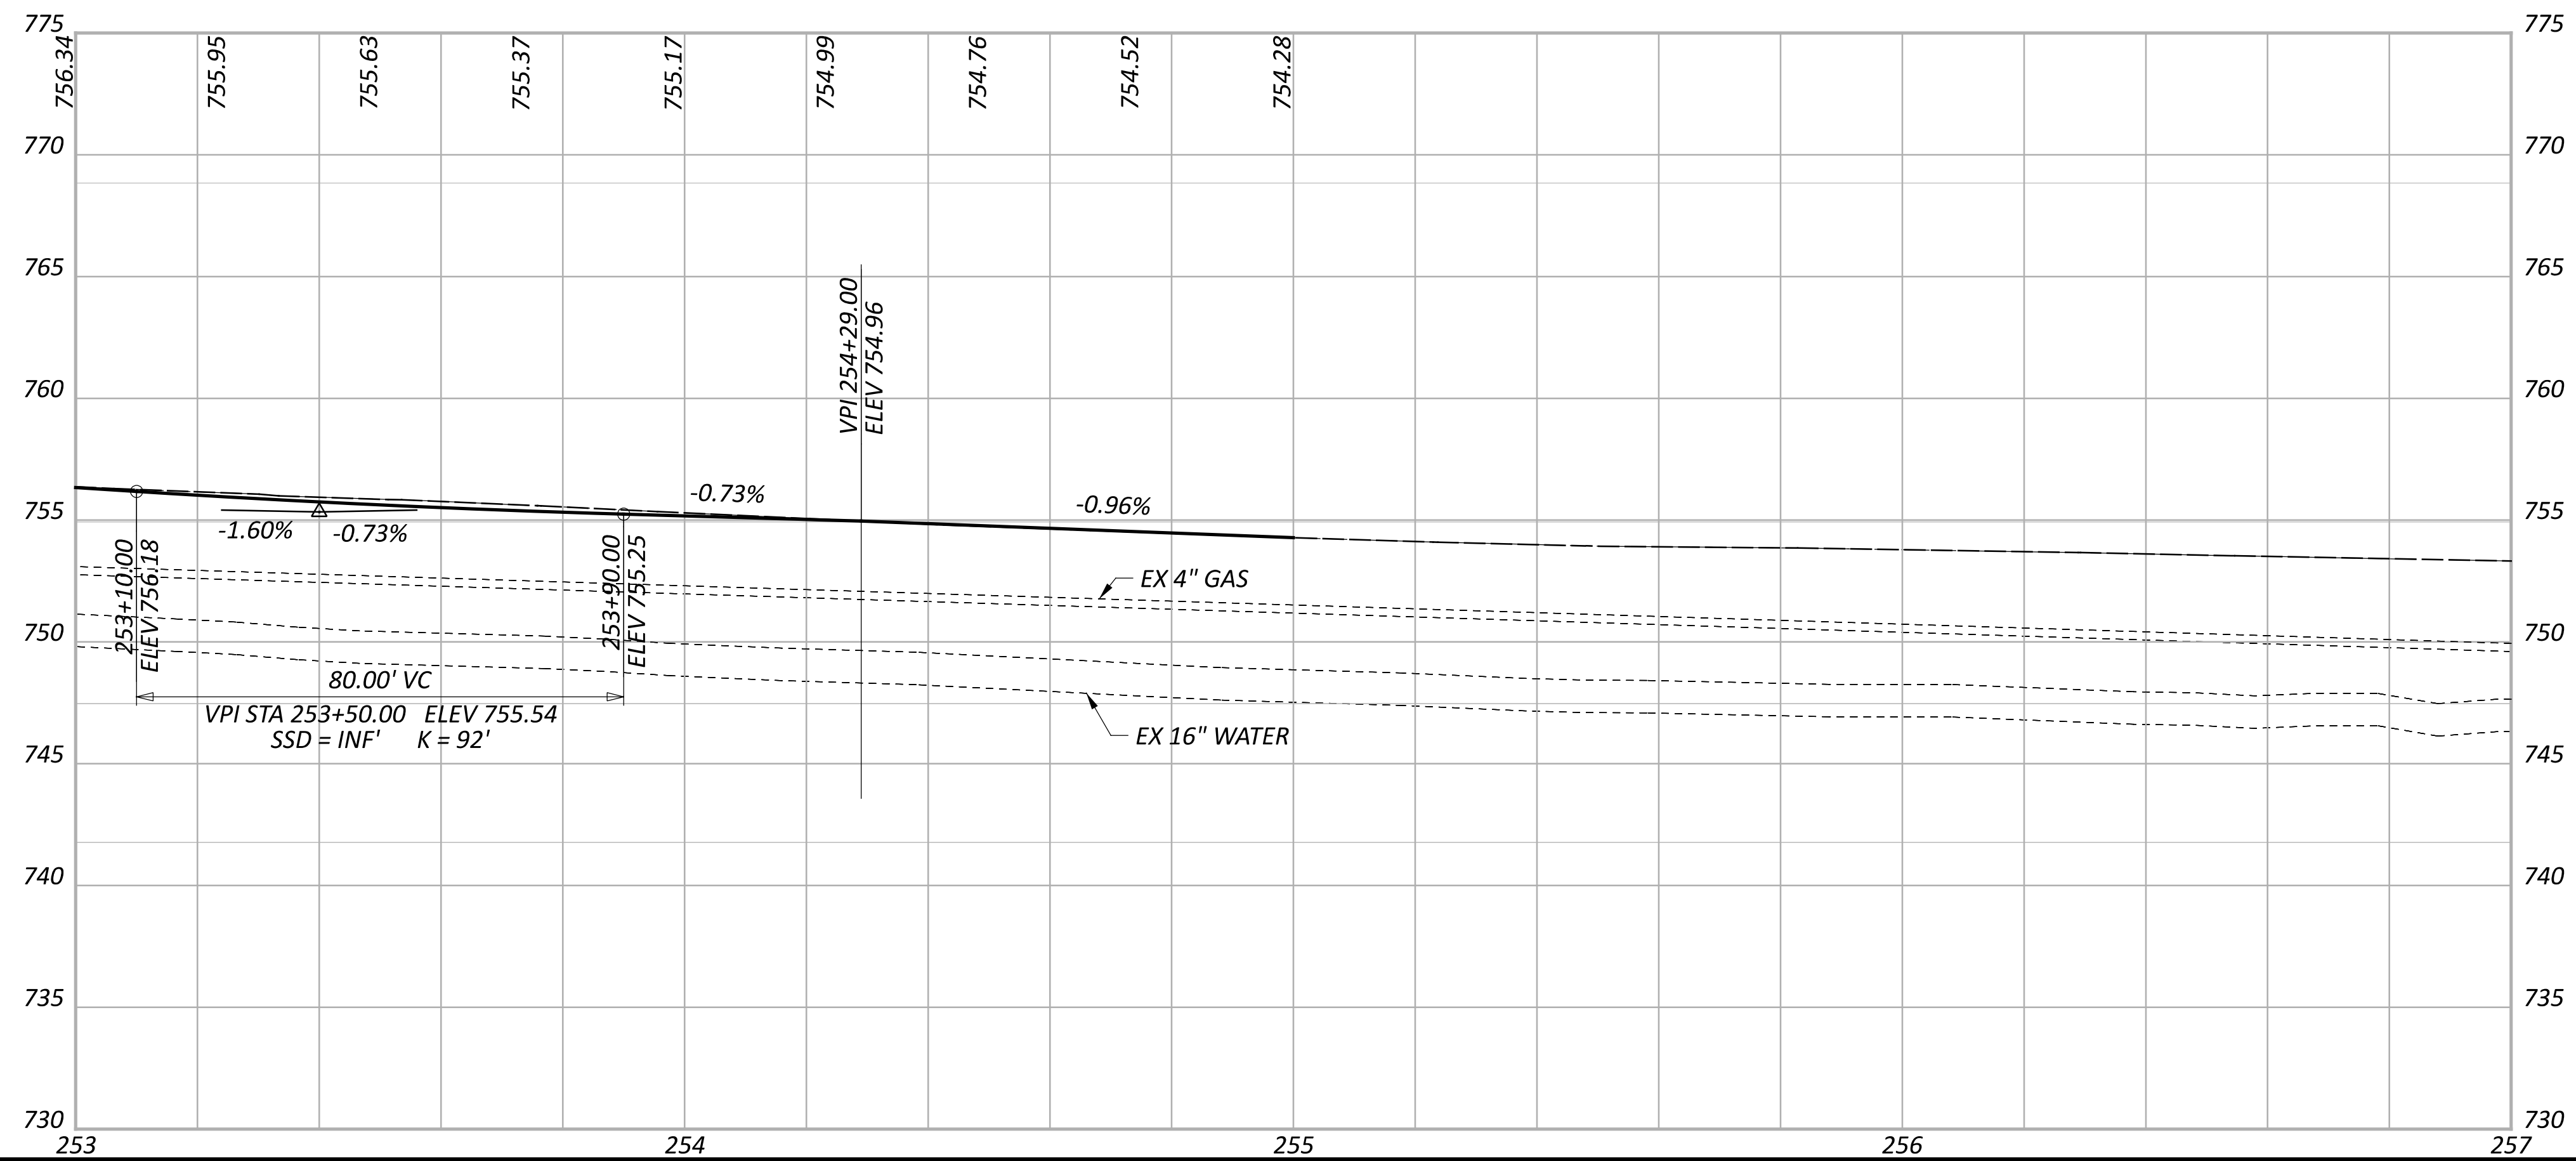 775 775
756.34 755.95 755.63 755.37 755.17 754.99 754.76 754.52 754.28
770 770
765 765
VPI 254+29.00
ELEV 754.96
760 760
-0.73%
-0.96%
755 755
-1.60% -0.73%
253+10.00
ELEV 756.18
253+90.00
ELEV 755.25
EX 4" GAS
750 750
80.00' VC
VPI STA 253+50.00 ELEV 755.54
SSD = INF' K = 92'
EX 16" WATER
745 745
740 740
735 735
730 730
253 254 255 256 257